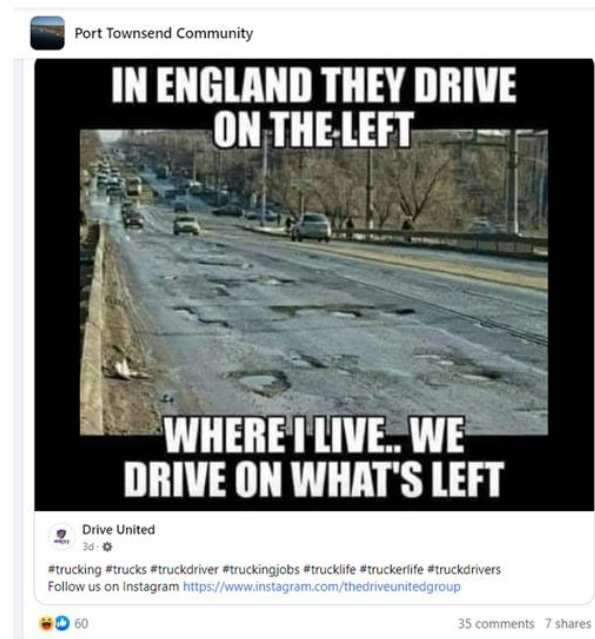 Port Townsend Community
IN ENGLAND THEY DRIVE
ON THE LEFT
WHERE I LIVE.. WE
DRIVE ON WHAT'S LEFT
Drive United
3d ·
#trucking #trucks #truckdriver #truckingjobs #trucklife #truckerlife #truckdrivers
Follow us on Instagram https://www.instagram.com/thedriveunitedgroup
60
35 comments 7 shares